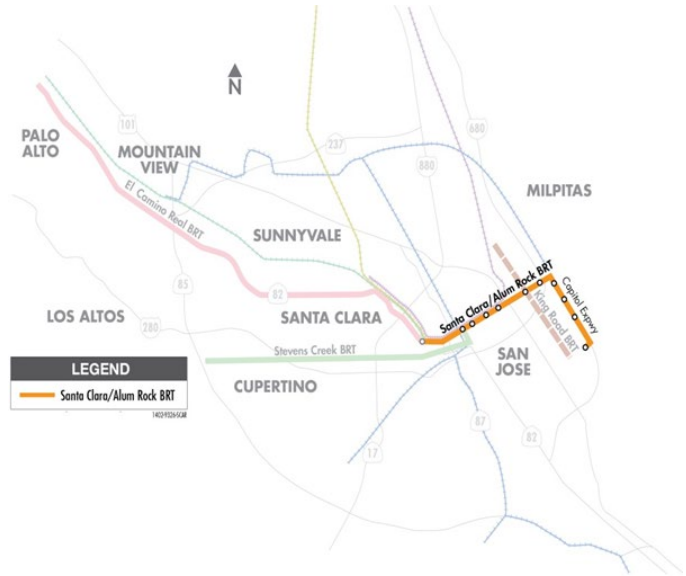 N
101
680
237
PALO
ALTO
MOUNTAIN
VIEW
880
MILPITAS
El Camino Real BRT
SUNNYVALE
85
82
Santa Clara/Alum Rock BRT
Capitol Expwy
King Road BRT
LOS ALTOS
280
SANTA CLARA
Stevens Creek BRT
SAN
JOSE
CUPERTINO
LEGEND
Santa Clara/Alum Rock BRT
87
82
17